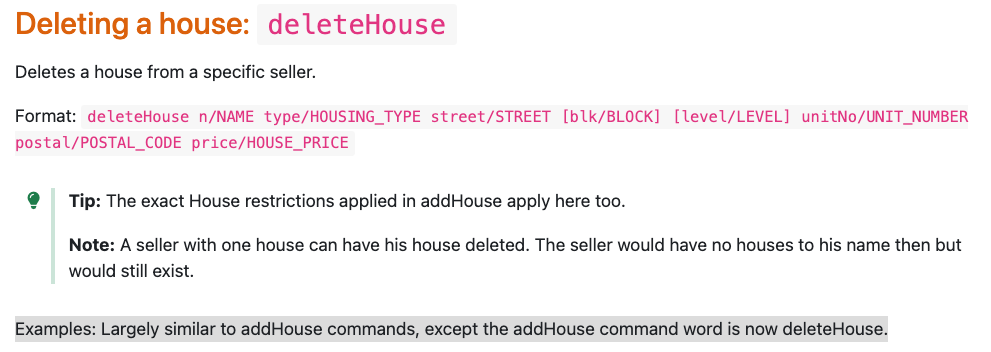 Deleting a house: deleteHouse
Deletes a house from a specific seller.
Format: deleteHouse n/NAME type/HOUSING_TYPE street/STREET [blk/BLOCK] [level/LEVEL] unitNo/UNIT_NUMBER
postal/POSTAL_CODE price/HOUSE_PRICE
Tip: The exact House restrictions applied in addHouse apply here too.
Note: A seller with one house can have his house deleted. The seller would have no houses to his name then but
would still exist.
Examples: Largely similar to addHouse commands, except the addHouse command word is now deleteHouse.